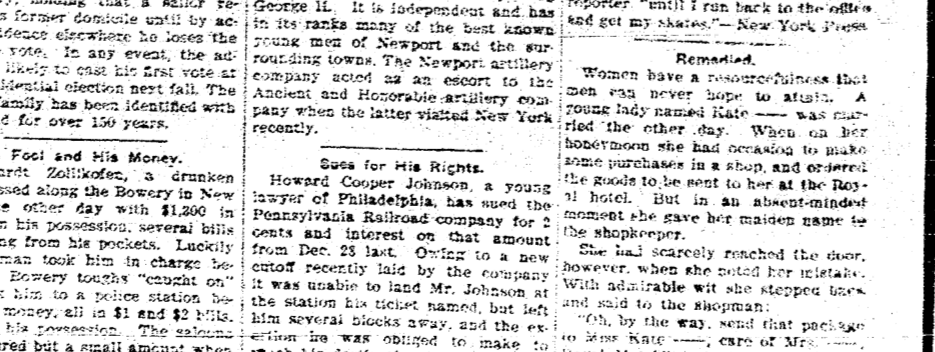 s former domicile until by ac-
idence elsewhere he loses the
vote. In any event, the ad-
likely to cast his first vote at
idential election next fall. The
family has been identified with
d for over 150 years.
Fool and His Money.
ardt Zollikofen, a drunken
ssed along the Bowery in New
e other day with $1,200 in
n his possession, several bills
ng from his pockets. Luckily
man took him in charge be-
Bowery toughs "caught on"
him to a police station be-
money, all in $1 and $2 bills,
his possession. The saloons
red but a small amount when
George II. It is independent and has
in its ranks many of the best known
young men of Newport and the sur-
rounding towns. The Newport artillery
company acted as an escort to the
Ancient and Honorable artillery com-
pany when the latter visited New York
recently.
Sues for His Rights.
Howard Cooper Johnson, a young
lawyer of Philadelphia, has sued the
Pennsylvania Railroad company for 2
cents and interest on that amount
from Dec. 28 last. Owing to a new
cutoff recently laid by the company
it was unable to land Mr. Johnson at
the station his ticket named, but left
him several blocks away, and the ex-
ertion he was obliged to make to
reporter, "until I run back to the office
and get my skates."—New York Press.
Remedied.
Women have a resourcefulness that
men can never hope to attain. A
young lady named Kate —— was mar-
ried the other day. When on her
honeymoon she had occasion to make
some purchases in a shop, and ordered
the goods to be sent to her at the Roy-
al hotel. But in an absent-minded
moment she gave her maiden name to
the shopkeeper.
She had scarcely reached the door,
however, when she noted her mistake.
With admirable wit she stepped back
and said to the shopman:
"Oh, by the way, send that package
to Miss Kate ——, care of Mrs. ——,